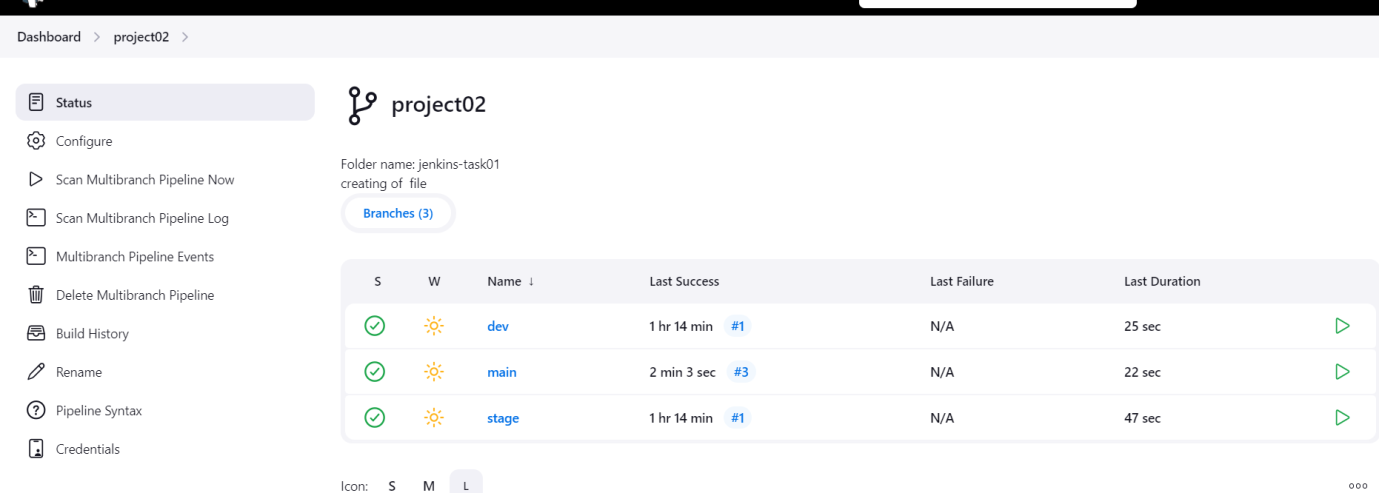 Dashboard > project02 >
Status
Configure
Scan Multibranch Pipeline Now
Scan Multibranch Pipeline Log
Multibranch Pipeline Events
Delete Multibranch Pipeline
Build History
Rename
Pipeline Syntax
Credentials
project02
Folder name: jenkins-task01
creating of  file
Branches (3)
S W Name ↓ Last Success Last Failure Last Duration
dev 1 hr 14 min #1 N/A 25 sec
main 2 min 3 sec #3 N/A 22 sec
stage 1 hr 14 min #1 N/A 47 sec
Icon: S M L